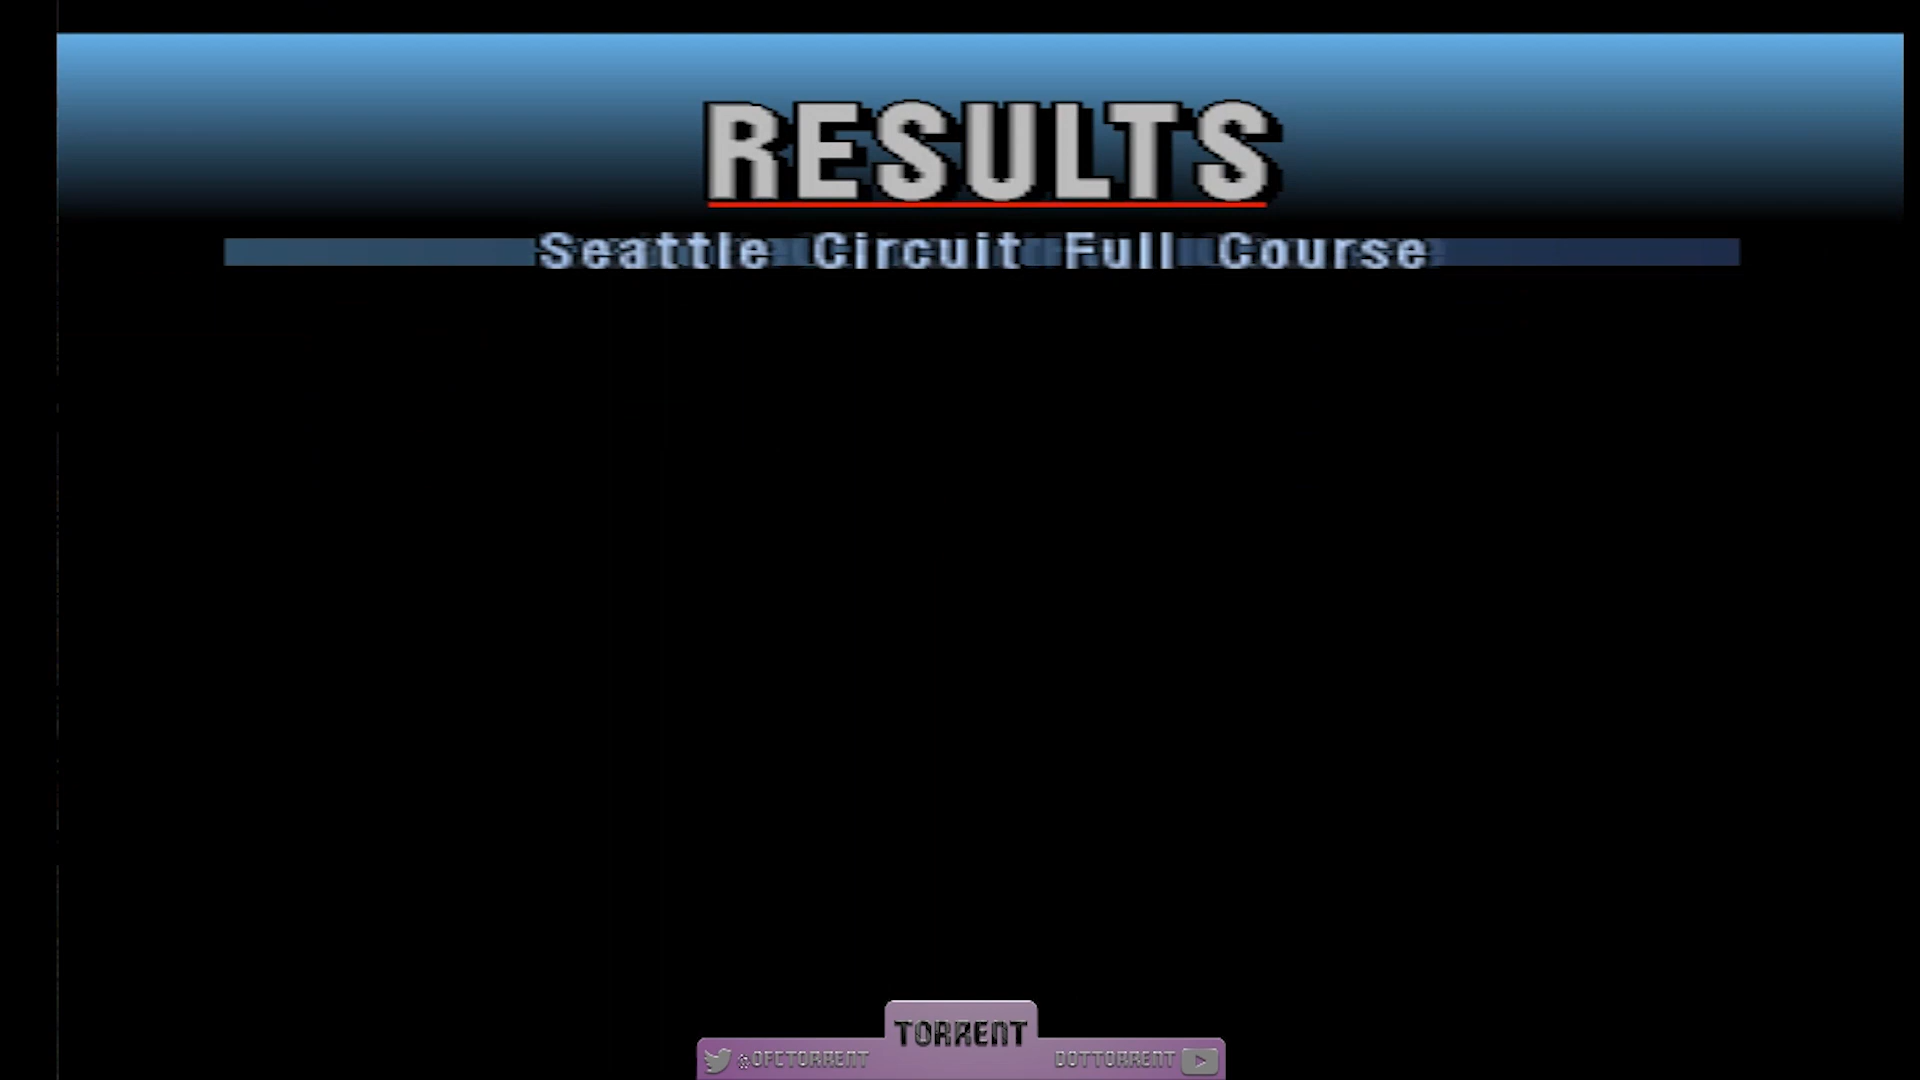 RESULTS
Seattle Circuit Full Course
TORRENT
@OFCTORRENT
DOTTORRENT